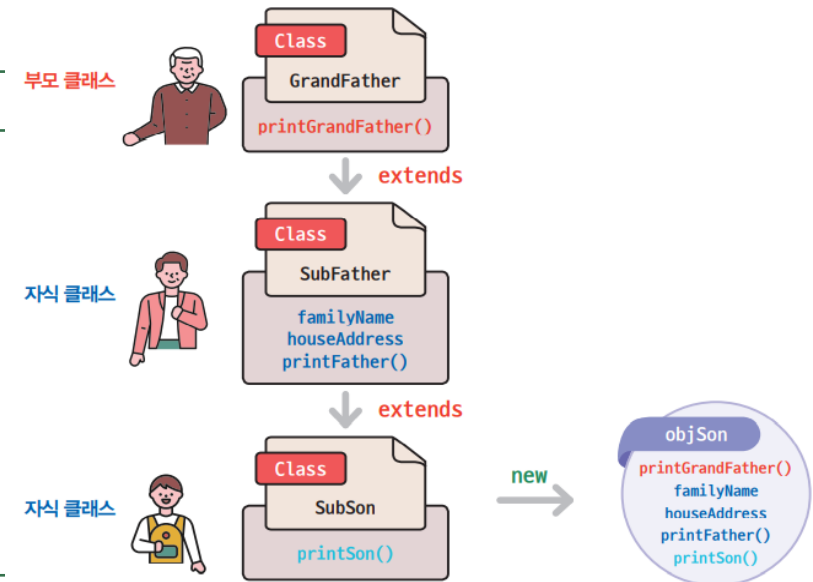 부모 클래스
Class
GrandFather
printGrandFather()
extends
자식 클래스
Class
SubFather
familyName
houseAddress
printFather()
extends
자식 클래스
Class
SubSon
printSon()
new
objSon
printGrandFather()
familyName
houseAddress
printFather()
printSon()